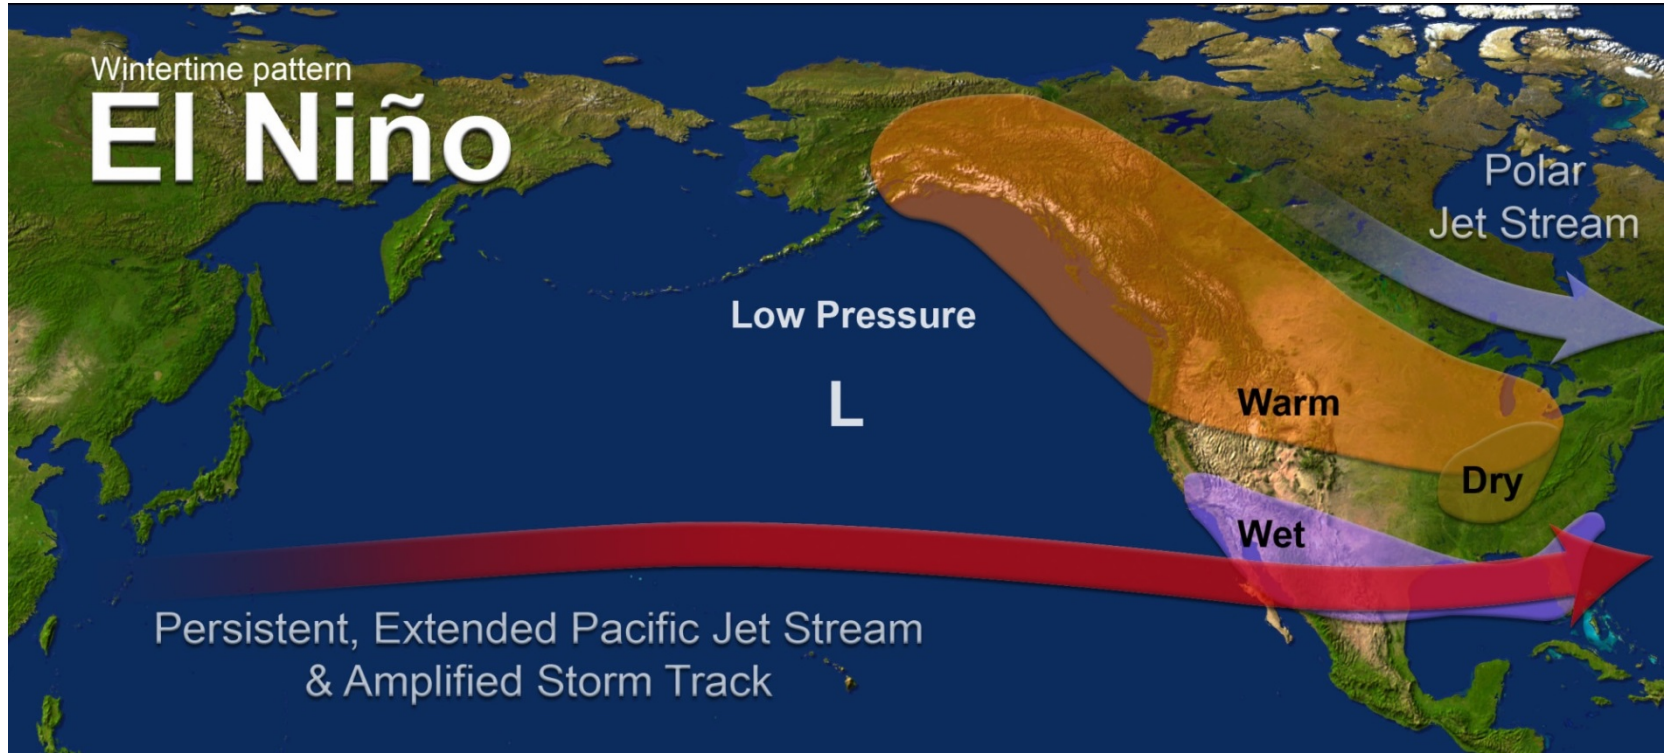 Wintertime pattern
El Niño
Polar
Jet Stream
Low Pressure
L
Warm
Dry
Wet
Persistent, Extended Pacific Jet Stream
& Amplified Storm Track